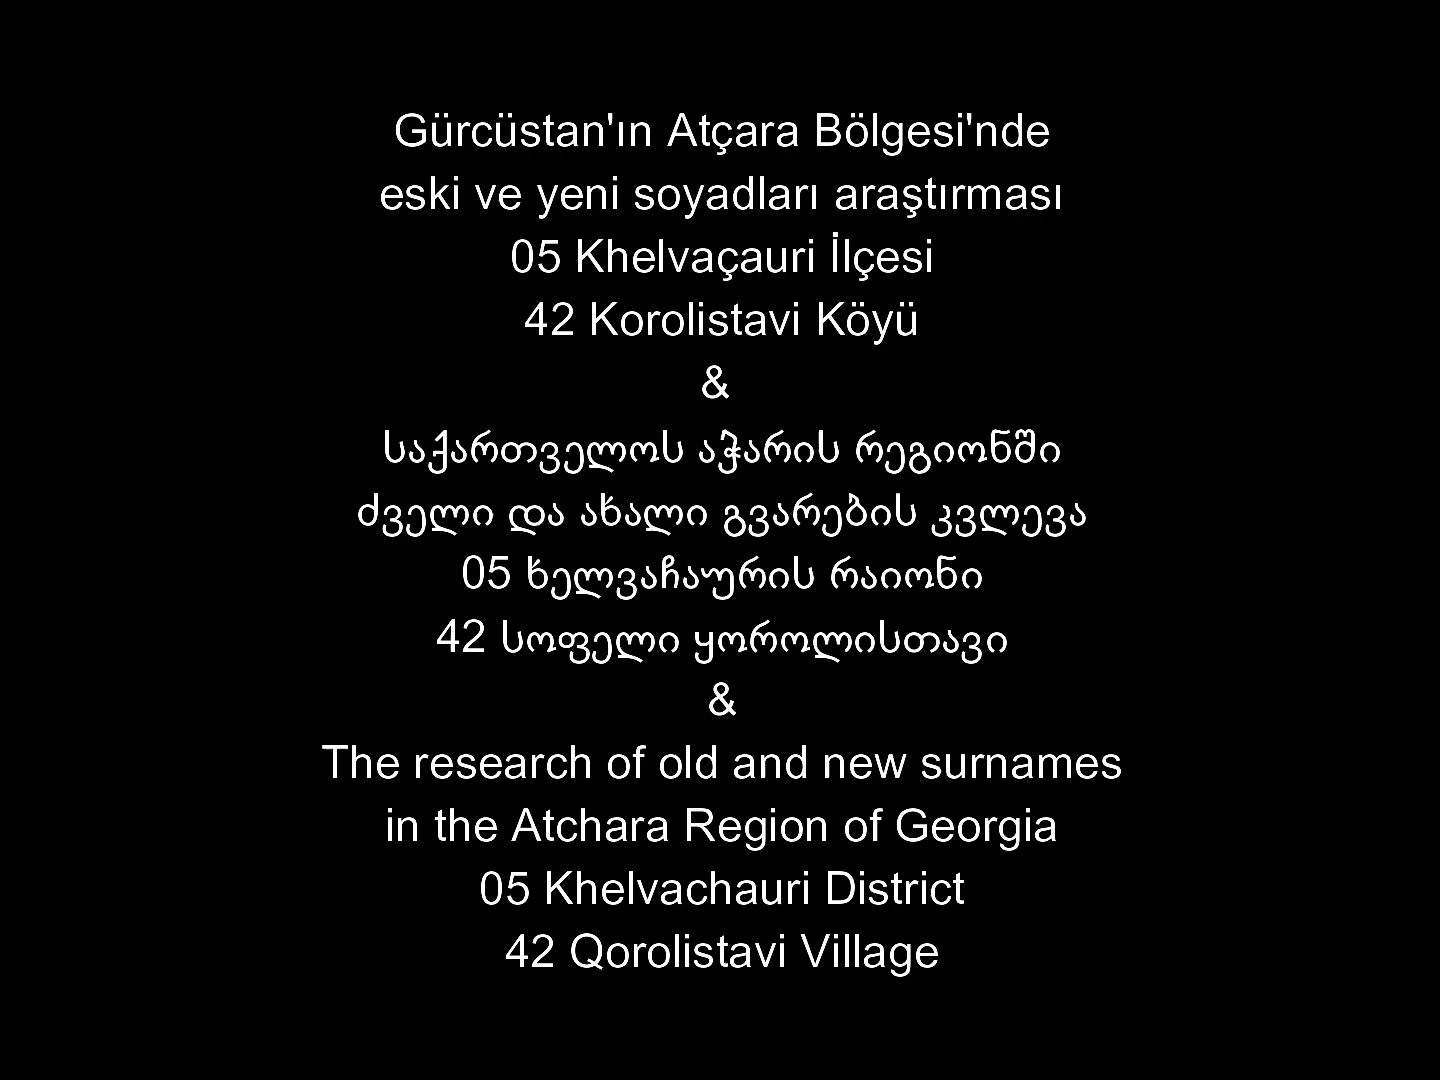 Gürcüstan'ın Atçara Bölgesi'nde
eski ve yeni soyadları araştırması
05 Khelvaçauri İlçesi
42 Korolistavi Köyü
&
საქართველოს აჭარის რეგიონში
ძველი და ახალი გვარების კვლევა
05 ხელვაჩაურის რაიონი
42 სოფელი ყოროლისთავი
&
The research of old and new surnames
in the Atchara Region of Georgia
05 Khelvachauri District
42 Qorolistavi Village